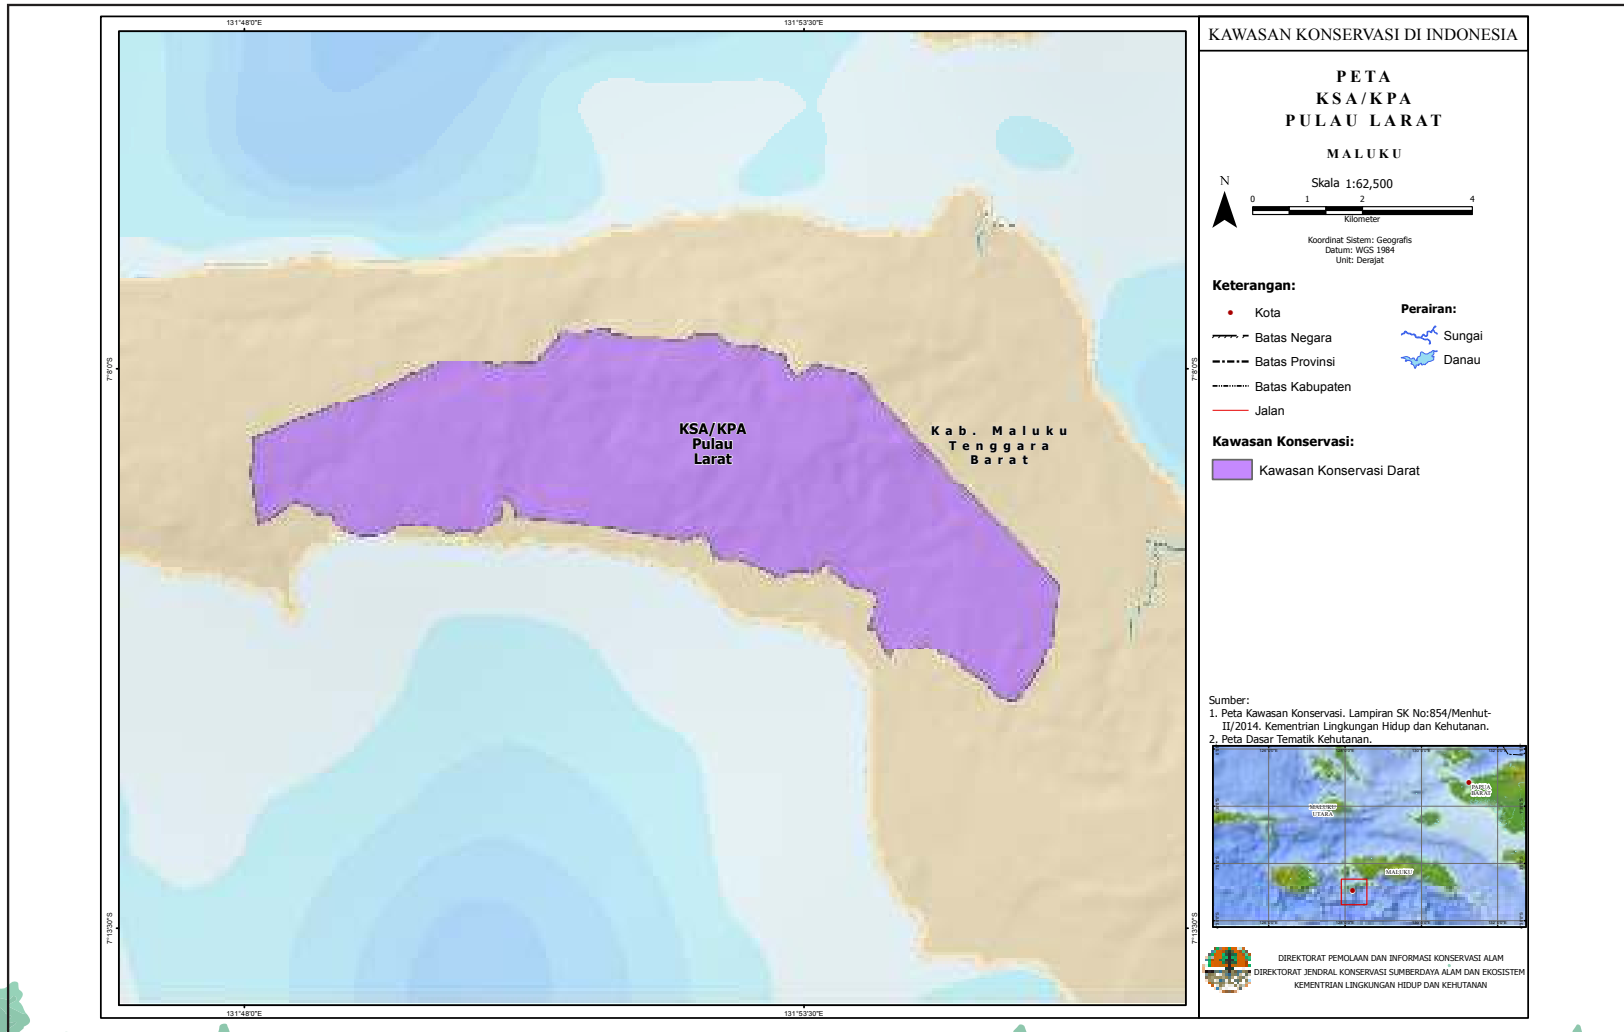 131°48'0"E
131°53'30"E
7°8'0"S
7°8'0"S
KSA/KPA
Pulau
Larat
Kab. Maluku
Tenggara
Barat
7°13'30"S
7°13'30"S
131°48'0"E
131°53'30"E
KAWASAN KONSERVASI DI INDONESIA
PETA
KSA/KPA
PULAU LARAT
MALUKU
N
Skala 1:62,500
0 1 2 4
Kilometer
Koordinat Sistem: Geografis
Datum: WGS 1984
Unit: Derajat
Keterangan:
Kota
Batas Negara
Batas Provinsi
Batas Kabupaten
Jalan
Perairan:
Sungai
Danau
Kawasan Konservasi:
Kawasan Konservasi Darat
Sumber:
1. Peta Kawasan Konservasi. Lampiran SK No:854/Menhut-
II/2014. Kementrian Lingkungan Hidup dan Kehutanan.
2. Peta Dasar Tematik Kehutanan.
PAPUA
BARAT
MALUKU
UTARA
MALUKU
DIREKTORAT PEMOLAAN DAN INFORMASI KONSERVASI ALAM
DIREKTORAT JENDRAL KONSERVASI SUMBERDAYA ALAM DAN EKOSISTEM
KEMENTRIAN LINGKUNGAN HIDUP DAN KEHUTANAN